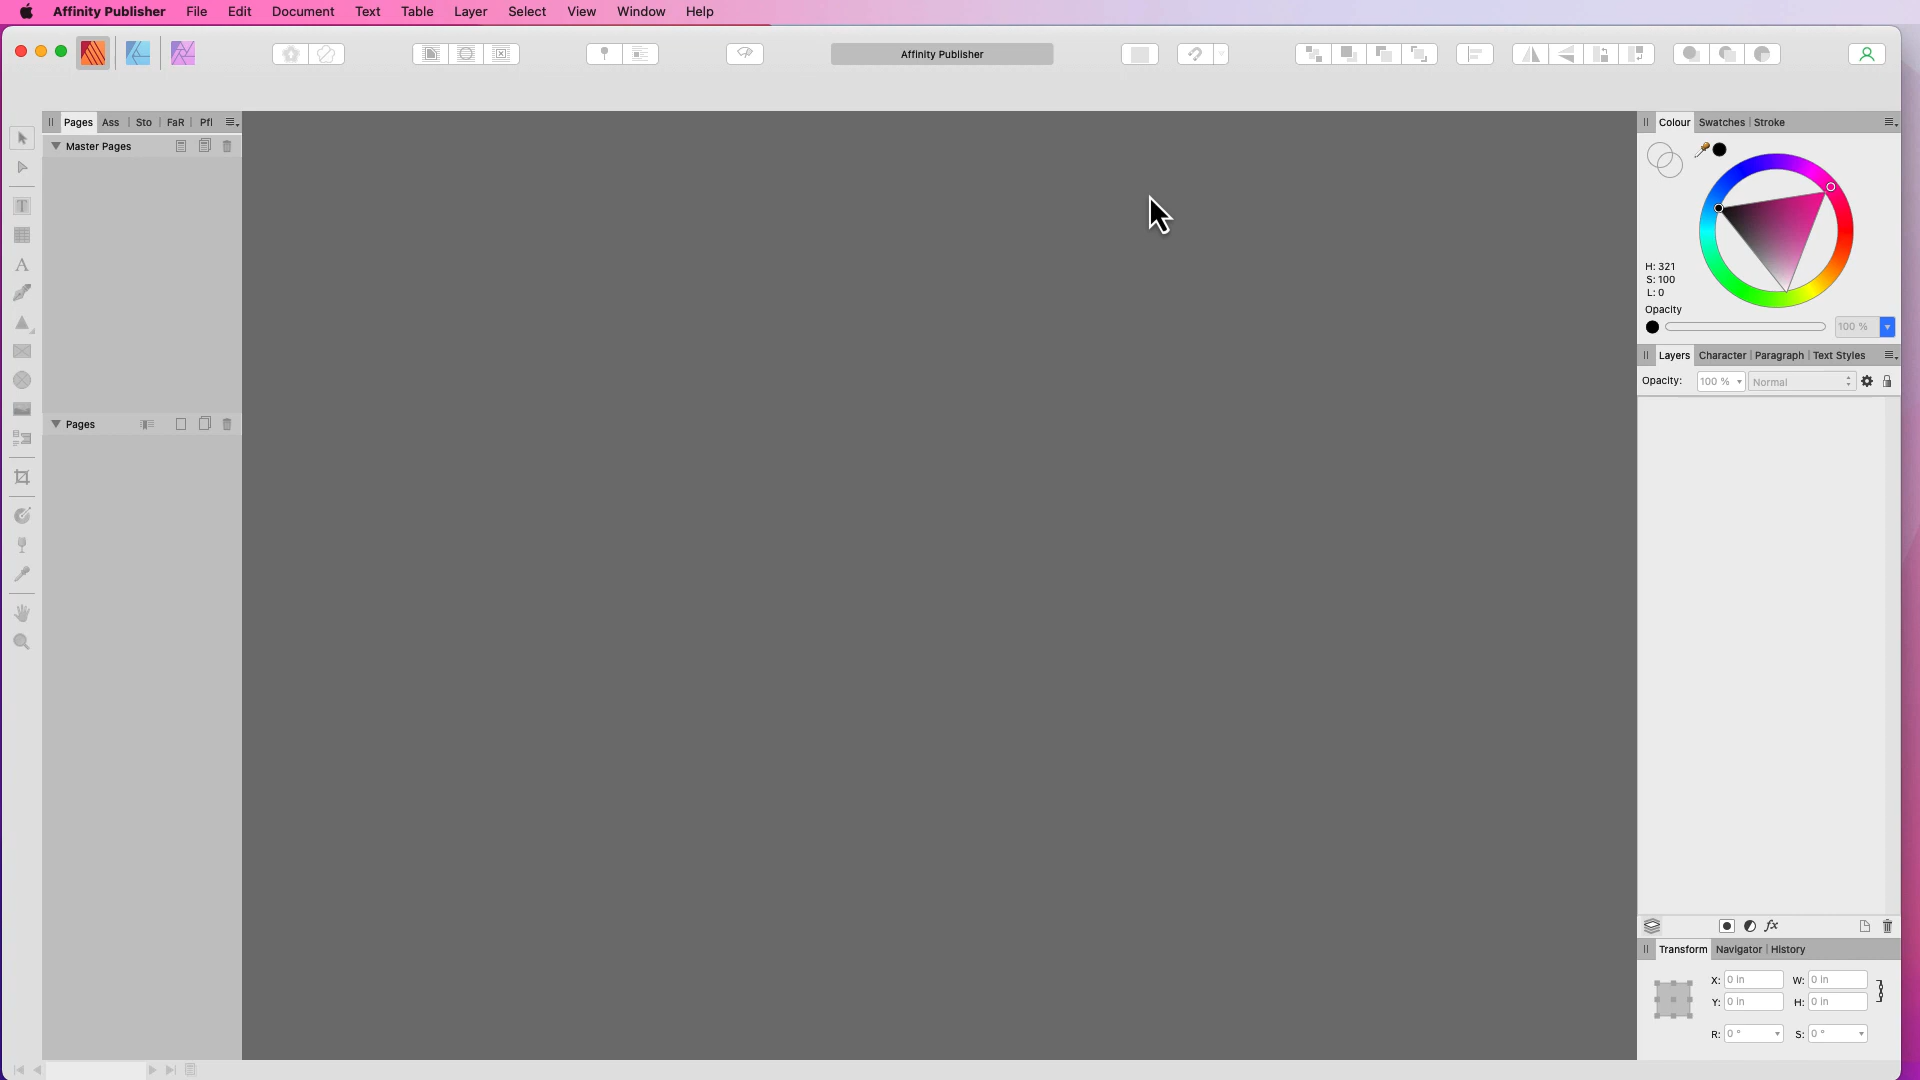 Affinity Publisher File Edit Document Text Table Layer Select View Window Help
Affinity Publisher
Pages Ass Sto FaR Pfl
Master Pages
T
A
Pages
Colour Swatches Stroke
H: 321
S: 100
L: 0
Opacity
100 %
Layers Character Paragraph Text Styles
Opacity: 100 % Normal
fx
Transform Navigator History
X: 0 in W: 0 in
Y: 0 in H: 0 in
R: 0 ° S: 0 °